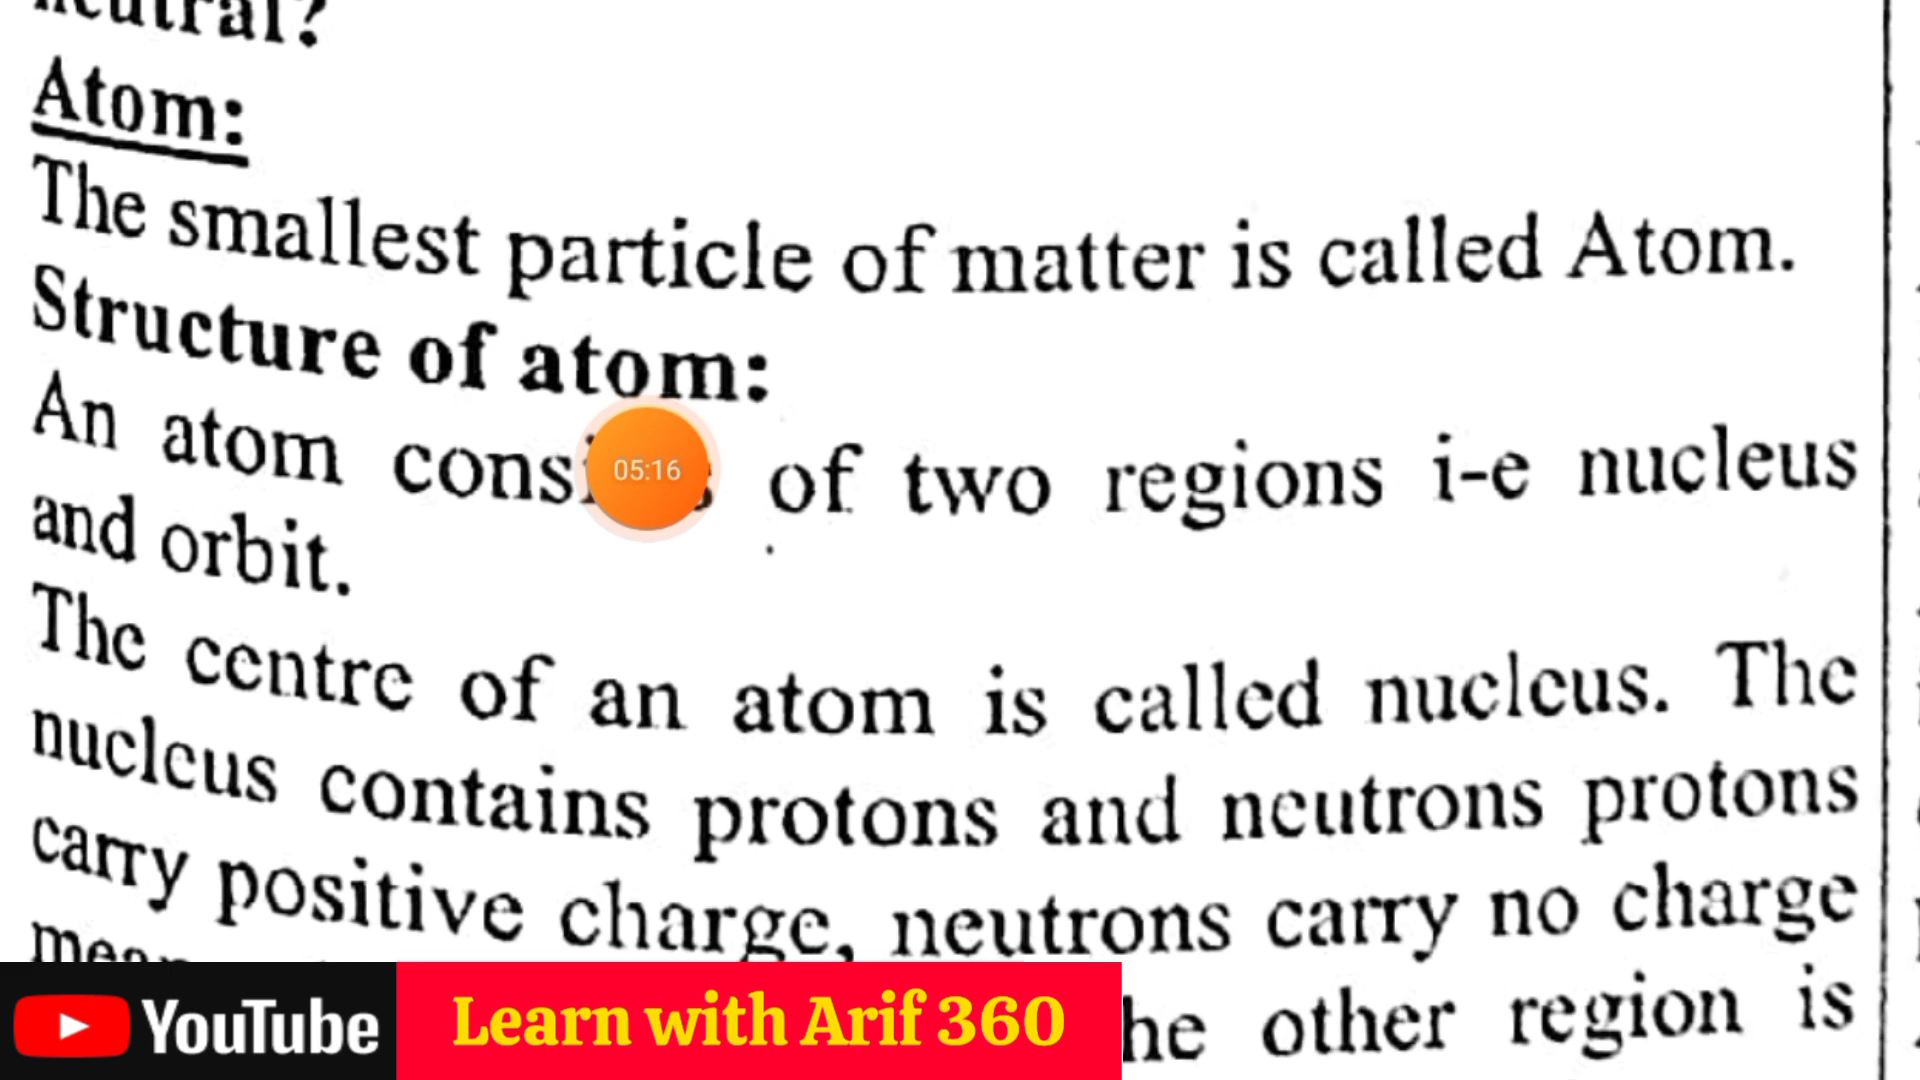 neutral?
Atom:
The smallest particle of matter is called Atom.
Structure of atom:
An atom of two regions i-e nucleus
05:16
and orbit.
The centre of an atom is called nucleus. The
nucleus contains protons and neutrons protons
carry positive charge, neutrons carry no charge
other region is
YouTube
Learn with Arif 360